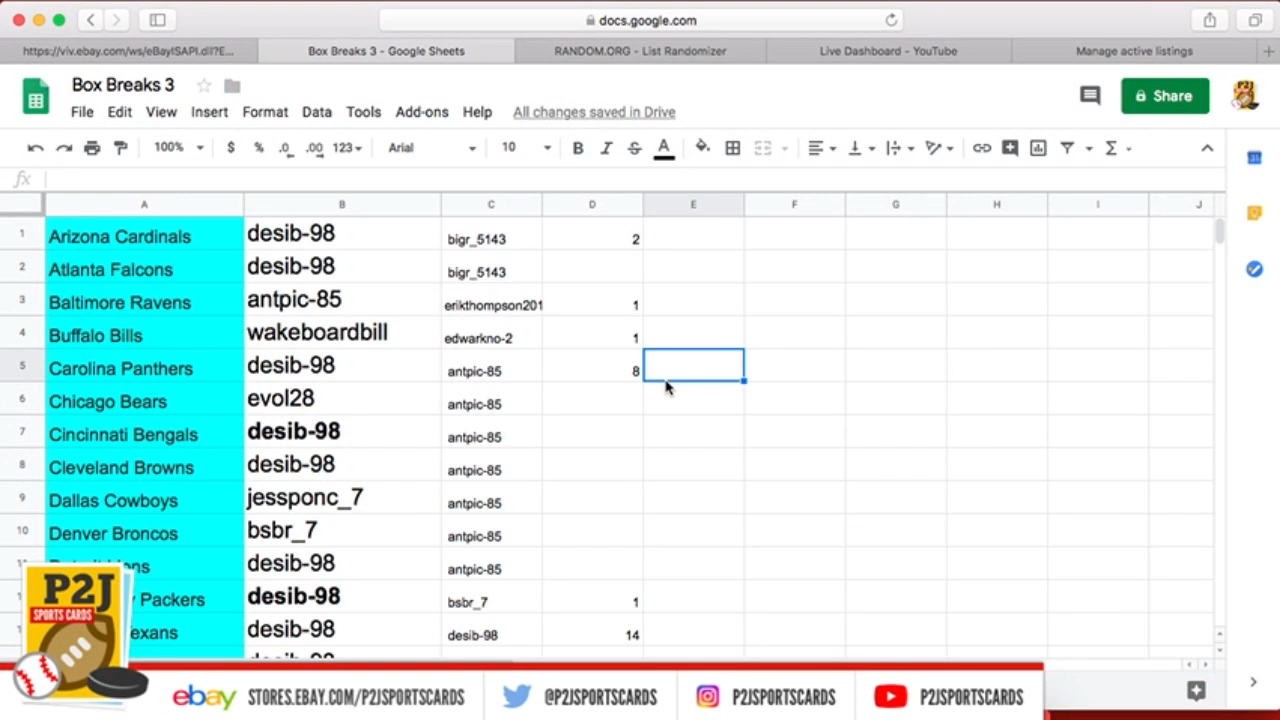 docs.google.com
https://viv.ebay.com/ws/eBayISAPI.dll?E...
Box Breaks 3 - Google Sheets
RANDOM.ORG - List Randomizer
Live Dashboard - YouTube
Manage active listings
Box Breaks 3
Share
File Edit View Insert Format Data Tools Add-ons Help All changes saved in Drive
100% $ % .0 .00 123 Arial 10 B I S A
fx
A B C D E F G H I J
1 Arizona Cardinals desib-98 bigr_5143 2
2 Atlanta Falcons desib-98 bigr_5143
3 Baltimore Ravens antpic-85 erikthompson201 1
4 Buffalo Bills wakeboardbill edwarkno-2 1
5 Carolina Panthers desib-98 antpic-85 8
6 Chicago Bears evol28 antpic-85
7 Cincinnati Bengals desib-98 antpic-85
8 Cleveland Browns desib-98 antpic-85
9 Dallas Cowboys jessponc_7 antpic-85
10 Denver Broncos bsbr_7 antpic-85
desib-98 antpic-85
Packers desib-98 bsbr_7 1
desib-98 desib-98 14
P2J
SPORTS CARDS
ebay STORES.EBAY.COM/P2JSPORTSCARDS @P2JSPORTSCARDS P2JSPORTSCARDS P2JSPORTSCARDS